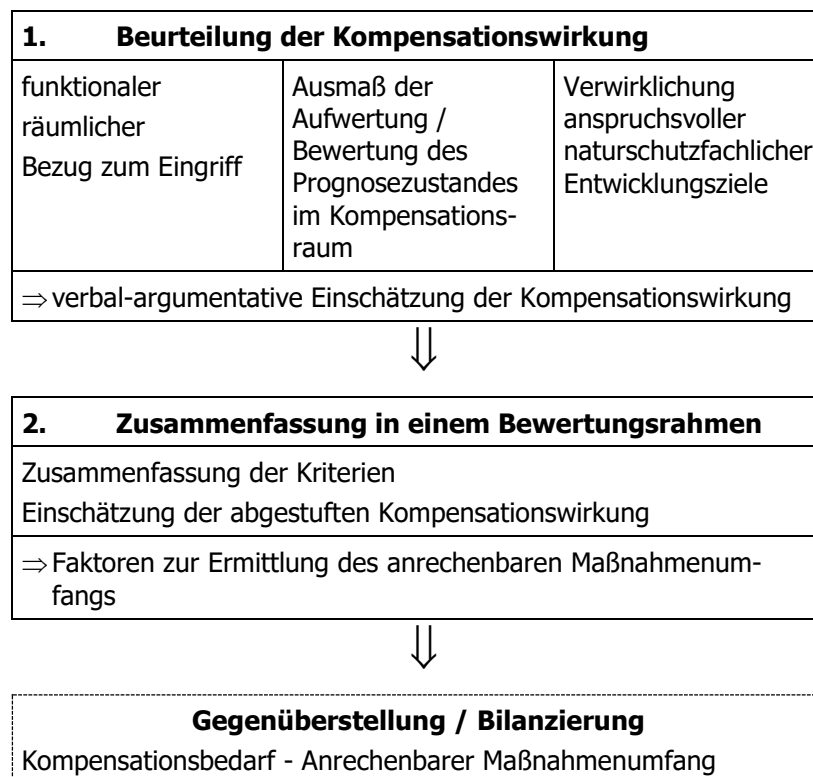 1. Beurteilung der Kompensationswirkung
funktionaler
räumlicher
Bezug zum Eingriff
Ausmaß der
Aufwertung /
Bewertung des
Prognosezustandes
im Kompensations-
raum
Verwirklichung
anspruchsvoller
naturschutzfachlicher
Entwicklungsziele
⇒ verbal-argumentative Einschätzung der Kompensationswirkung
2. Zusammenfassung in einem Bewertungsrahmen
Zusammenfassung der Kriterien
Einschätzung der abgestuften Kompensationswirkung
⇒ Faktoren zur Ermittlung des anrechenbaren Maßnahmenum-
fangs
Gegenüberstellung / Bilanzierung
Kompensationsbedarf - Anrechenbarer Maßnahmenumfang